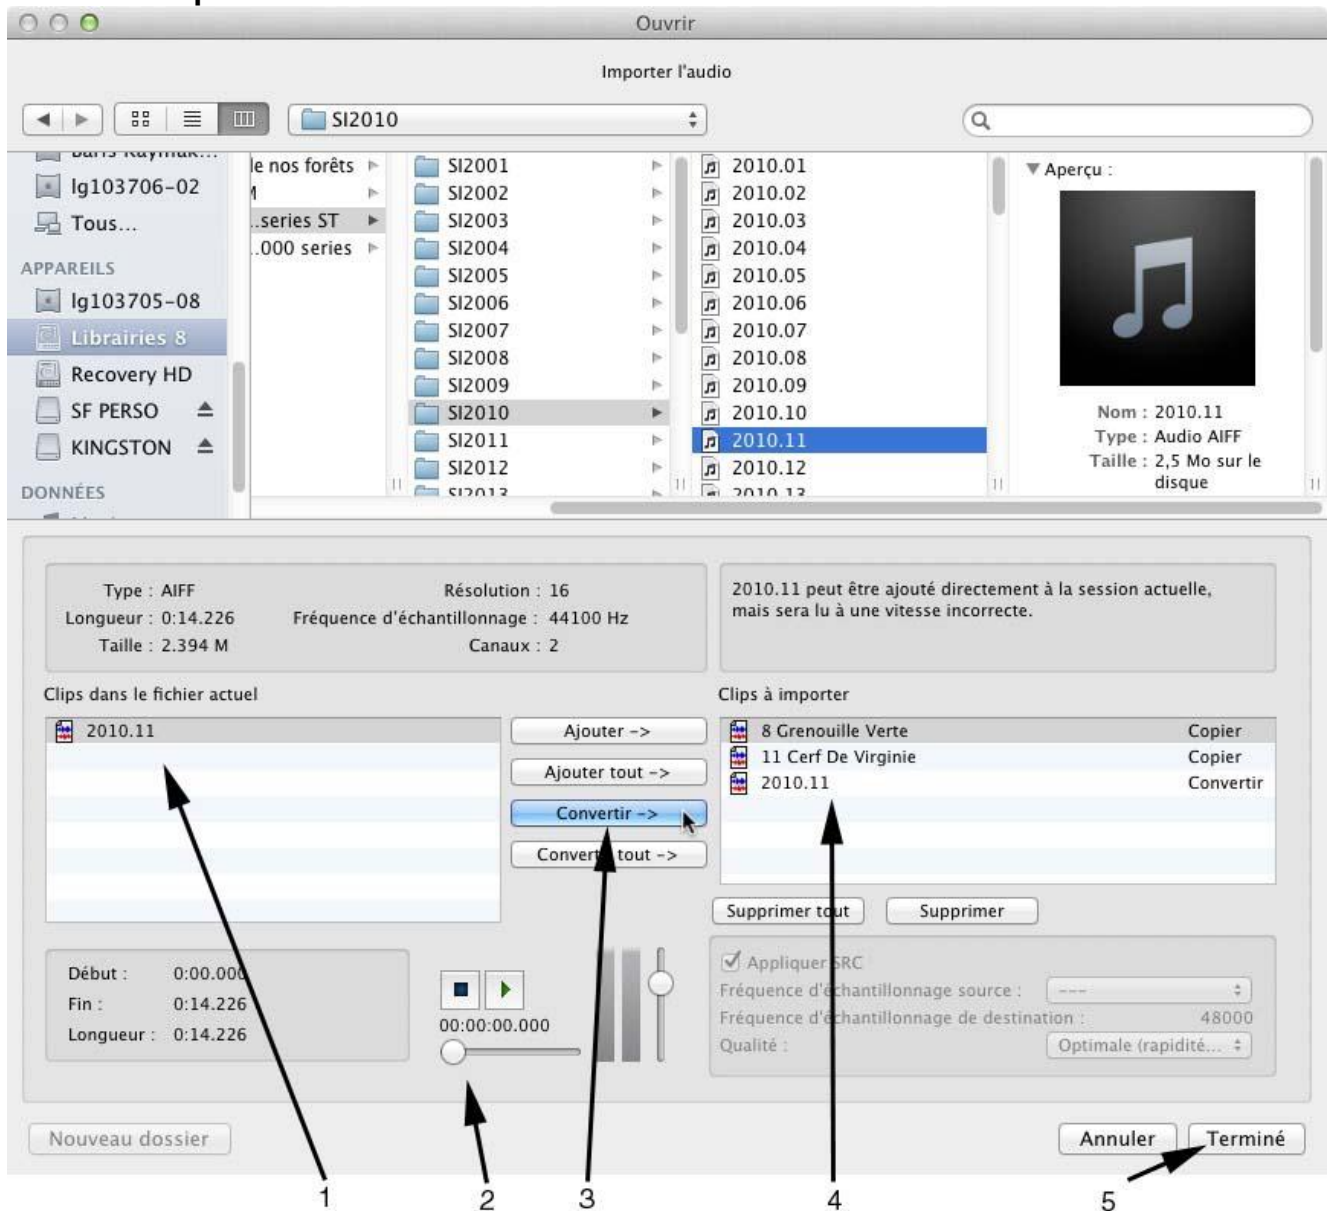 Ouvrir
Importer l'audio
SI2010
lg103706-02
Tous...
APPAREILS
lg103705-08
Librairies 8
Recovery HD
SF PERSO
KINGSTON
DONNÉES
le nos forêts
...series ST
...000 series
SI2001
SI2002
SI2003
SI2004
SI2005
SI2006
SI2007
SI2008
SI2009
SI2010
SI2011
SI2012
SI2013
2010.01
2010.02
2010.03
2010.04
2010.05
2010.06
2010.07
2010.08
2010.09
2010.10
2010.11
2010.12
2010.13
Aperçu :
Nom : 2010.11
Type : Audio AIFF
Taille : 2,5 Mo sur le
disque
Type : AIFF
Longueur : 0:14.226
Taille : 2.394 M
Résolution : 16
Fréquence d'échantillonnage : 44100 Hz
Canaux : 2
2010.11 peut être ajouté directement à la session actuelle,
mais sera lu à une vitesse incorrecte.
Clips dans le fichier actuel
2010.11
Ajouter ->
Ajouter tout ->
Convertir ->
Convertir tout ->
Clips à importer
8 Grenouille Verte Copier
11 Cerf De Virginie Copier
2010.11 Convertir
Supprimer tout Supprimer
Début : 0:00.000
Fin : 0:14.226
Longueur : 0:14.226
00:00:00.000
Appliquer SRC
Fréquence d'échantillonnage source : ---
Fréquence d'échantillonnage de destination : 48000
Qualité : Optimale (rapidité...
Nouveau dossier
Annuler Terminé
1 2 3 4 5